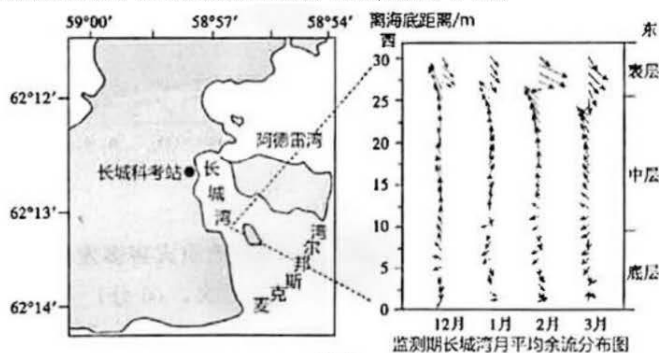 59°00′ 58°57′ 58°54′
离海底距离/m
西 东
62°12′
62°13′
62°14′
阿德雷湾
长城科考站
长城湾
麦克斯邦尔湾
30
25
20
15
10
5
0
表层
中层
底层
12月 1月 2月 3月
监测期长城湾月平均余流分布图